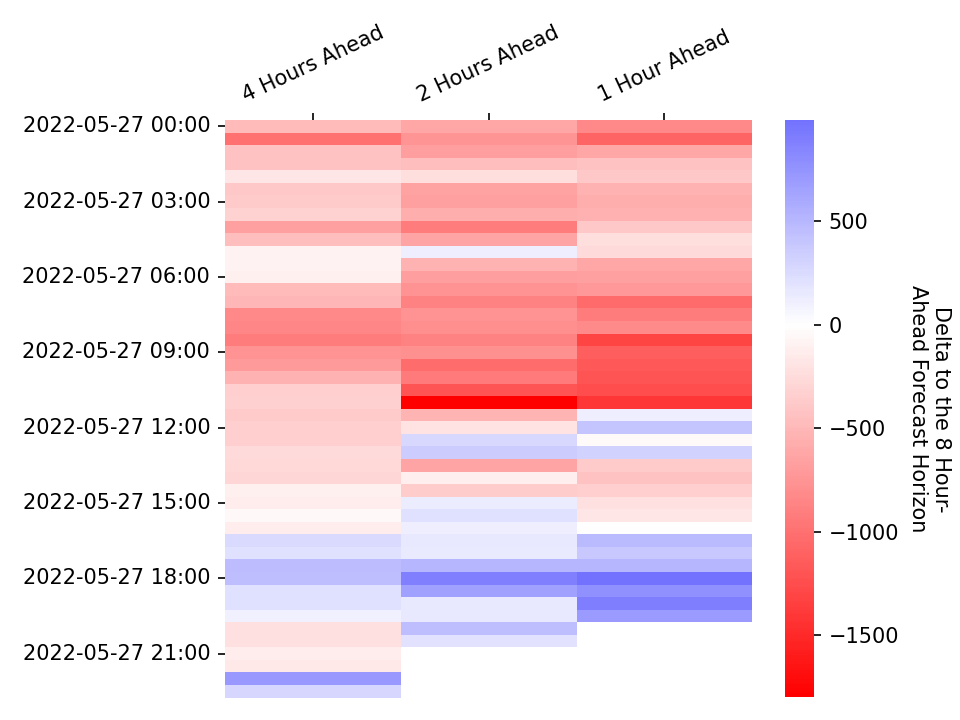 4 Hours Ahead
2 Hours Ahead
1 Hour Ahead
2022-05-27 00:00
2022-05-27 03:00
2022-05-27 06:00
2022-05-27 09:00
2022-05-27 12:00
2022-05-27 15:00
2022-05-27 18:00
2022-05-27 21:00
500
0
−500
−1000
−1500
Delta to the 8 Hour-
Ahead Forecast Horizon